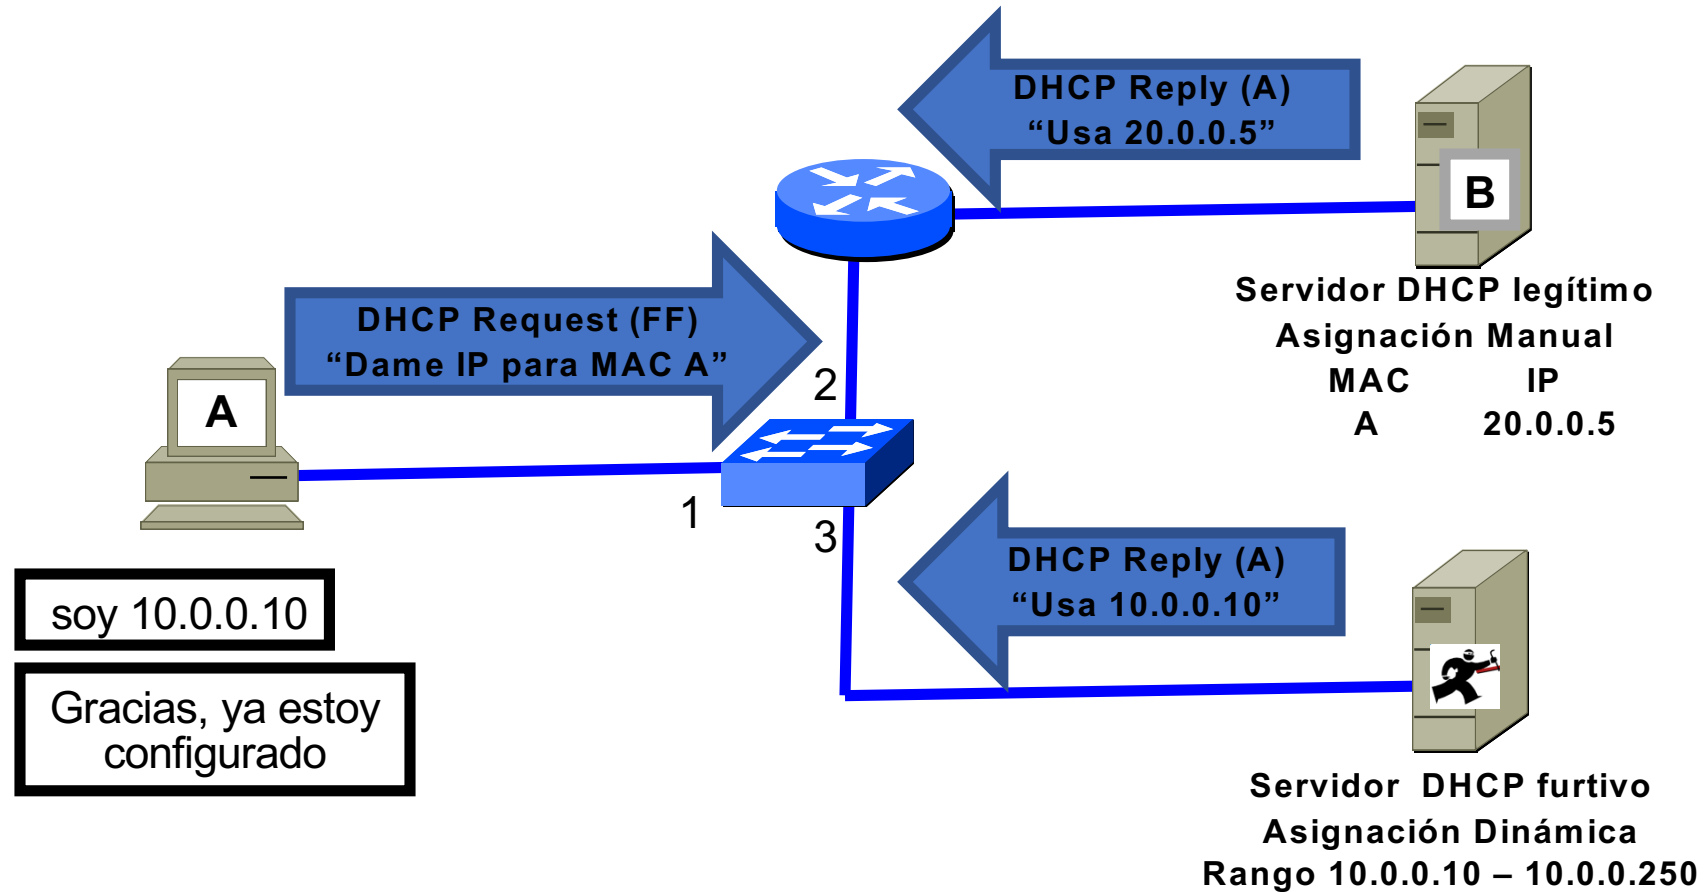 DHCP Reply (A)
“Usa 20.0.0.5”
B
Servidor DHCP legítimo
Asignación Manual
MAC IP
A 20.0.0.5
DHCP Request (FF)
“Dame IP para MAC A”
A
2
1
3
DHCP Reply (A)
“Usa 10.0.0.10”
soy 10.0.0.10
Gracias, ya estoy
configurado
Servidor DHCP furtivo
Asignación Dinámica
Rango 10.0.0.10 – 10.0.0.250